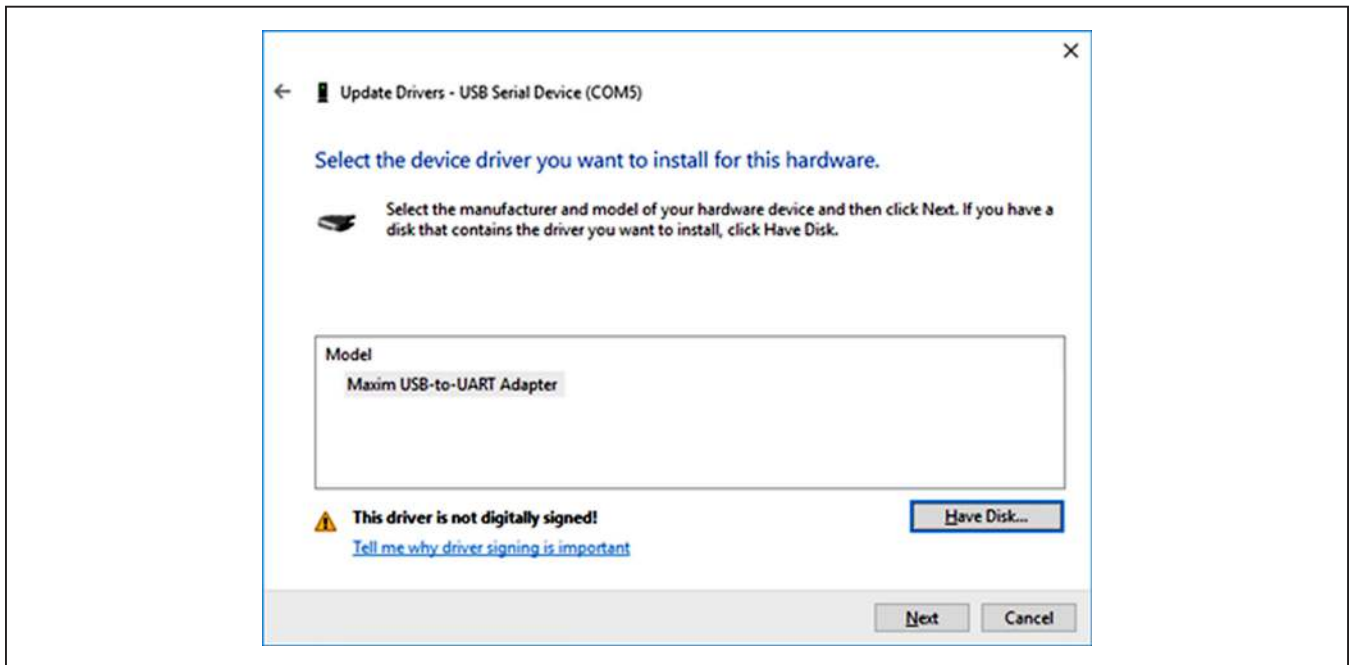 Update Drivers - USB Serial Device (COM5)
Select the device driver you want to install for this hardware.
Select the manufacturer and model of your hardware device and then click Next. If you have a
disk that contains the driver you want to install, click Have Disk.
Model
Maxim USB-to-UART Adapter
This driver is not digitally signed!
Have Disk...
Tell me why driver signing is important
Next
Cancel